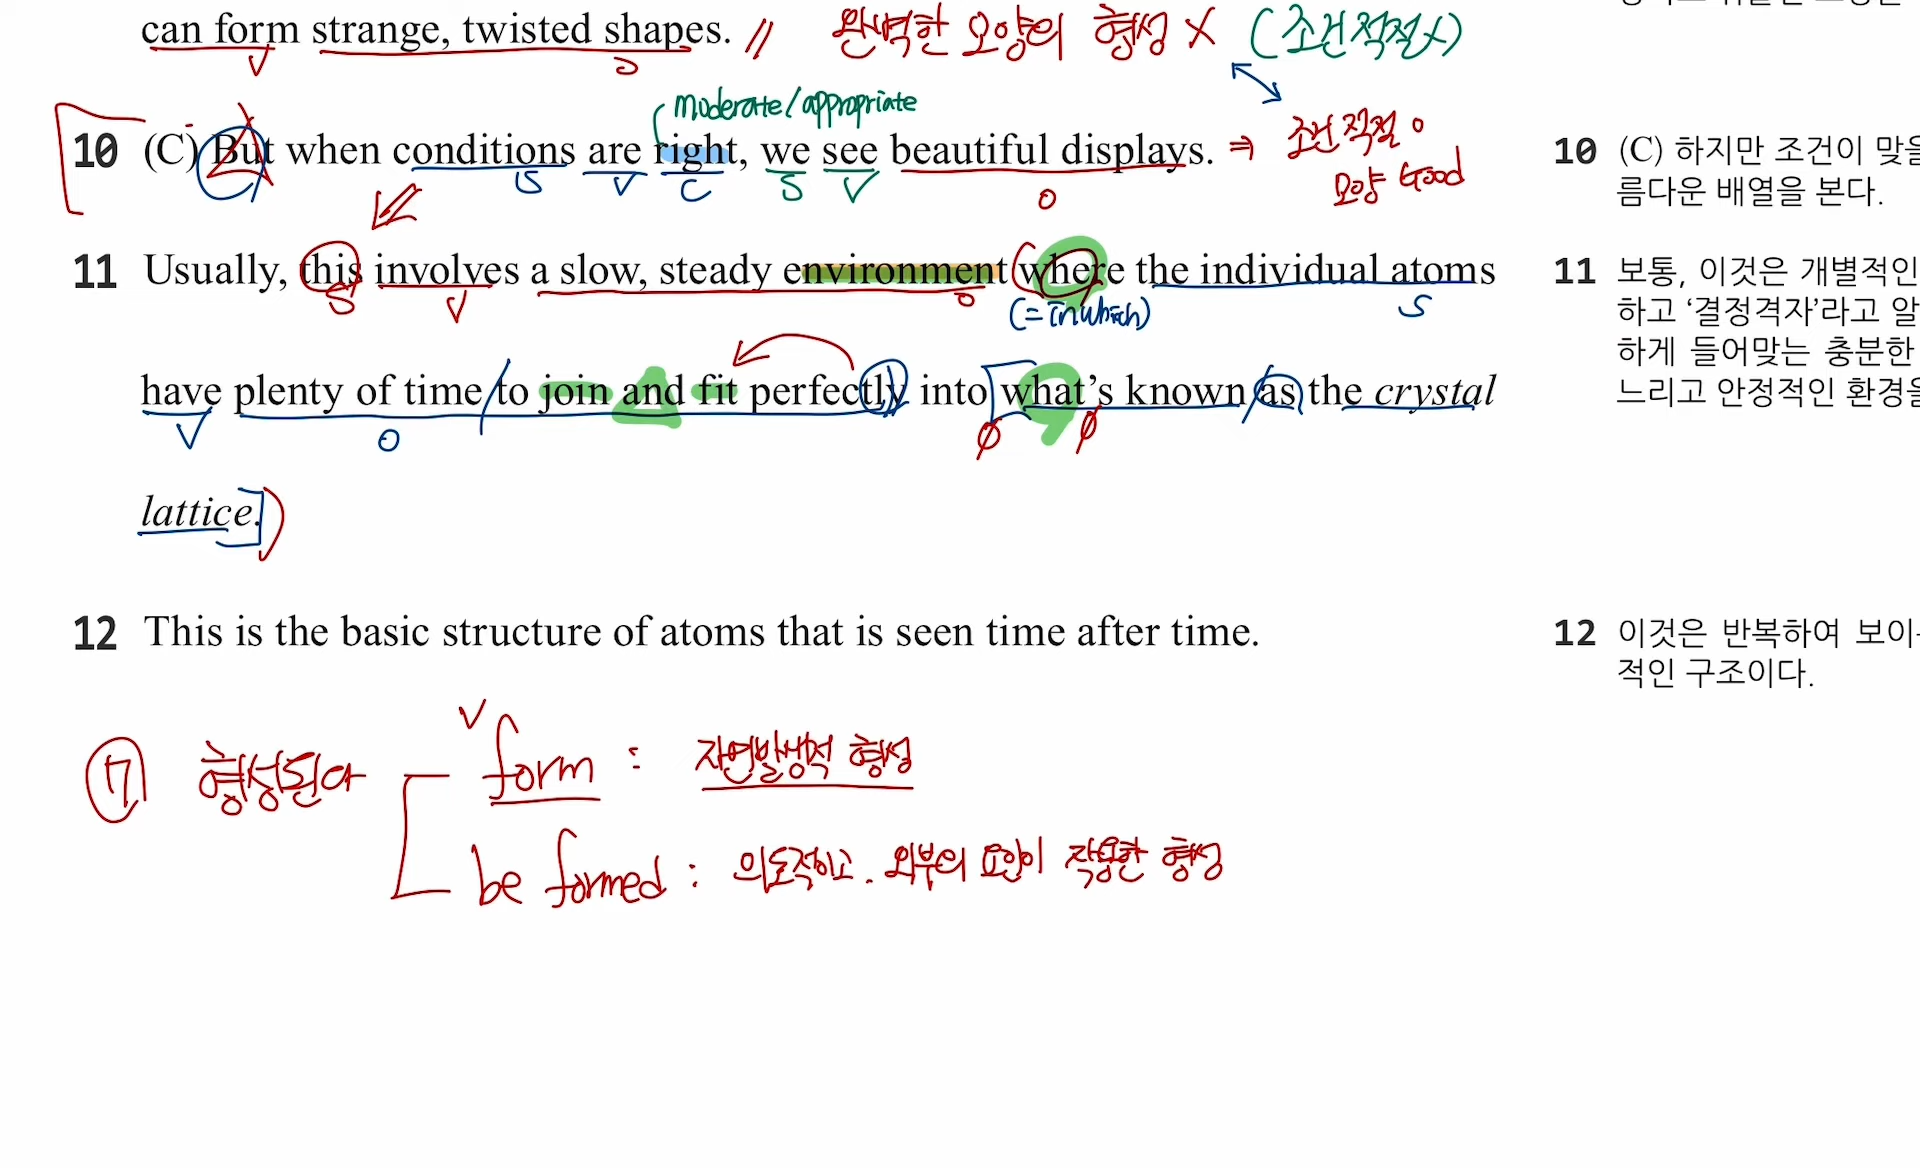 can form strange, twisted shapes. // 완벽한 모양의 형성 X (조건적절X)
moderate/appropriate
10 (C) But when conditions are right, we see beautiful displays. ⇒ 조건 적절 o
모양 Good
S V C S V O
11 Usually, this involves a slow, steady environment where the individual atoms
S V O (= in which) S
have plenty of time to join and fit perfectly into what's known as the crystal
V O
lattice.
12 This is the basic structure of atoms that is seen time after time.
⑦ 형성된다 form : 자연발생적 형성
V
be formed : 의도적이고. 외부의 요인이 작용한 형성
10 (C) 하지만 조건이 맞을
름다운 배열을 본다.
11 보통, 이것은 개별적인
하고 ‘결정격자’라고 알
하게 들어맞는 충분한
느리고 안정적인 환경을
12 이것은 반복하여 보이
적인 구조이다.